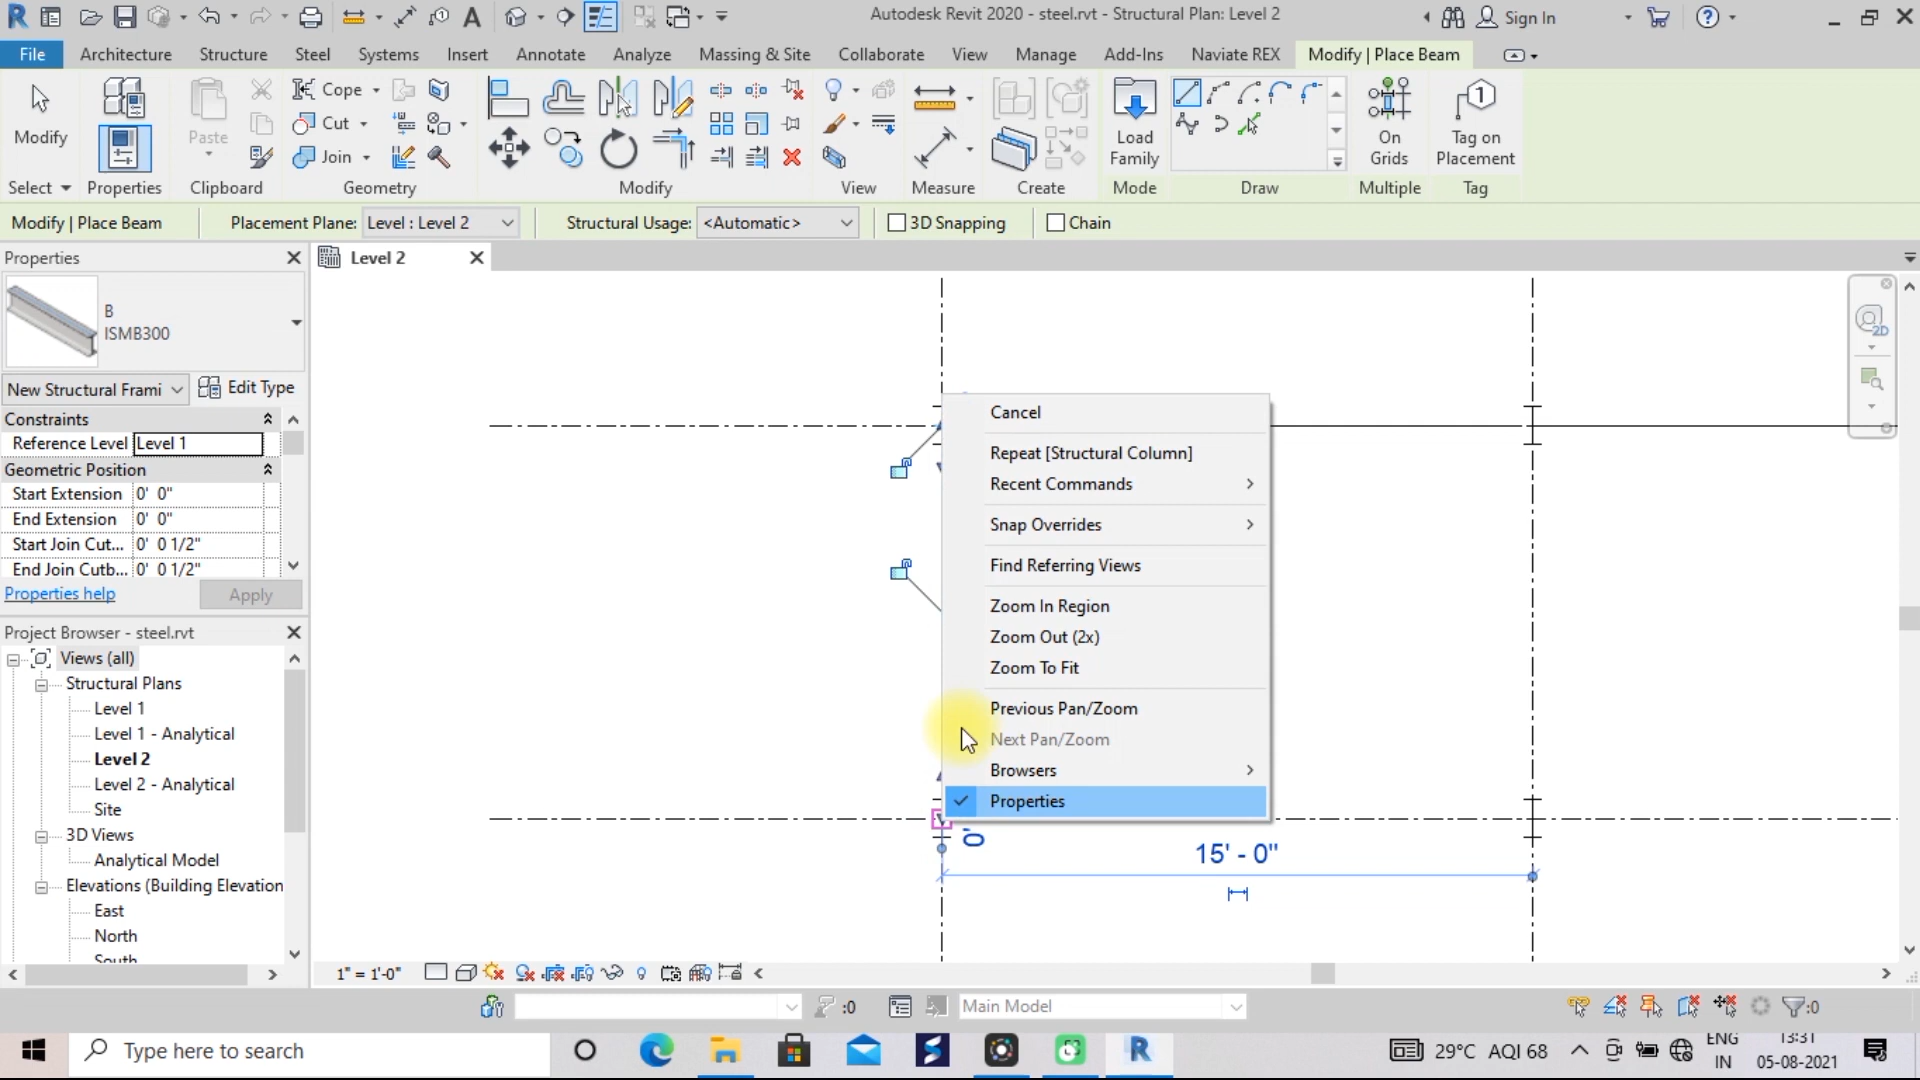 Autodesk Revit 2020 - steel.rvt - Structural Plan: Level 2
Sign In
File Architecture Structure Steel Systems Insert Annotate Analyze Massing & Site Collaborate View Manage Add-Ins Naviate REX Modify | Place Beam
Modify
Paste
Cope
Cut
Join
Load Family
On Grids
Tag on Placement
Select Properties Clipboard Geometry Modify View Measure Create Mode Draw Multiple Tag
Modify | Place Beam Placement Plane: Level : Level 2 Structural Usage: <Automatic> 3D Snapping Chain
Properties
Level 2
B
ISMB300
New Structural Frami
Edit Type
Constraints
Reference Level Level 1
Geometric Position
Start Extension 0' 0"
End Extension 0' 0"
Start Join Cut... 0' 0 1/2"
End Join Cutb... 0' 0 1/2"
Properties help
Apply
Project Browser - steel.rvt
Views (all)
Structural Plans
Level 1
Level 1 - Analytical
Level 2
Level 2 - Analytical
Site
3D Views
Analytical Model
Elevations (Building Elevation
East
North
South
Cancel
Repeat [Structural Column]
Recent Commands
Snap Overrides
Find Referring Views
Zoom In Region
Zoom Out (2x)
Zoom To Fit
Previous Pan/Zoom
Next Pan/Zoom
Browsers
Properties
0'
15' - 0"
2D
1" = 1'-0"
:0
Main Model
:0
Type here to search
29°C AQI 68
ENG
IN
13:31
05-08-2021